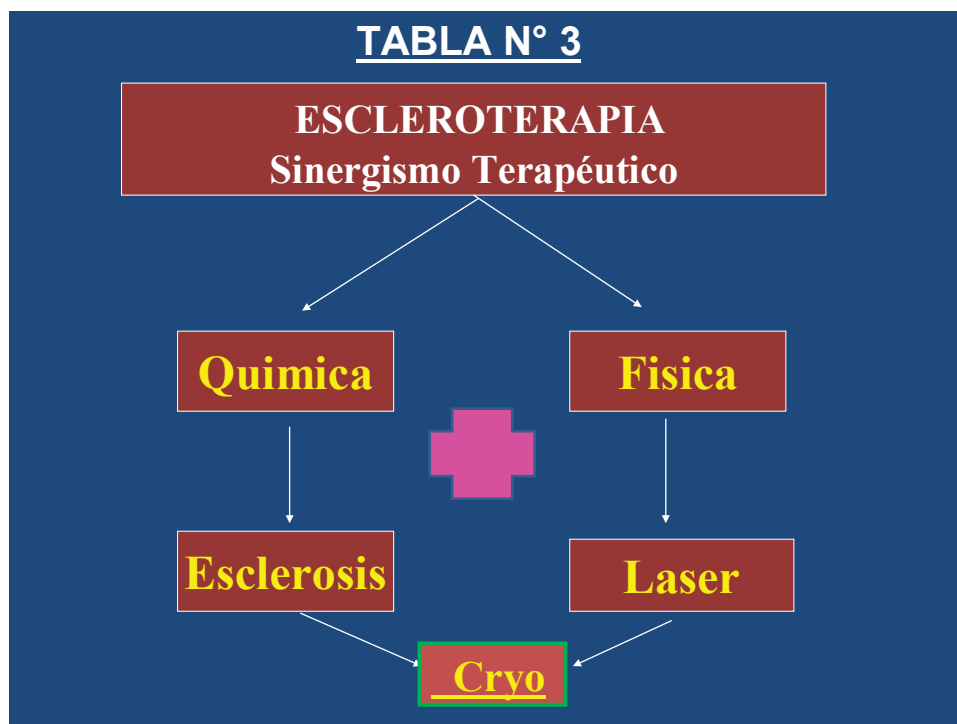 TABLA N° 3
ESCLEROTERAPIA
Sinergismo Terapéutico
Quimica
Fisica
Esclerosis
Laser
Cryo